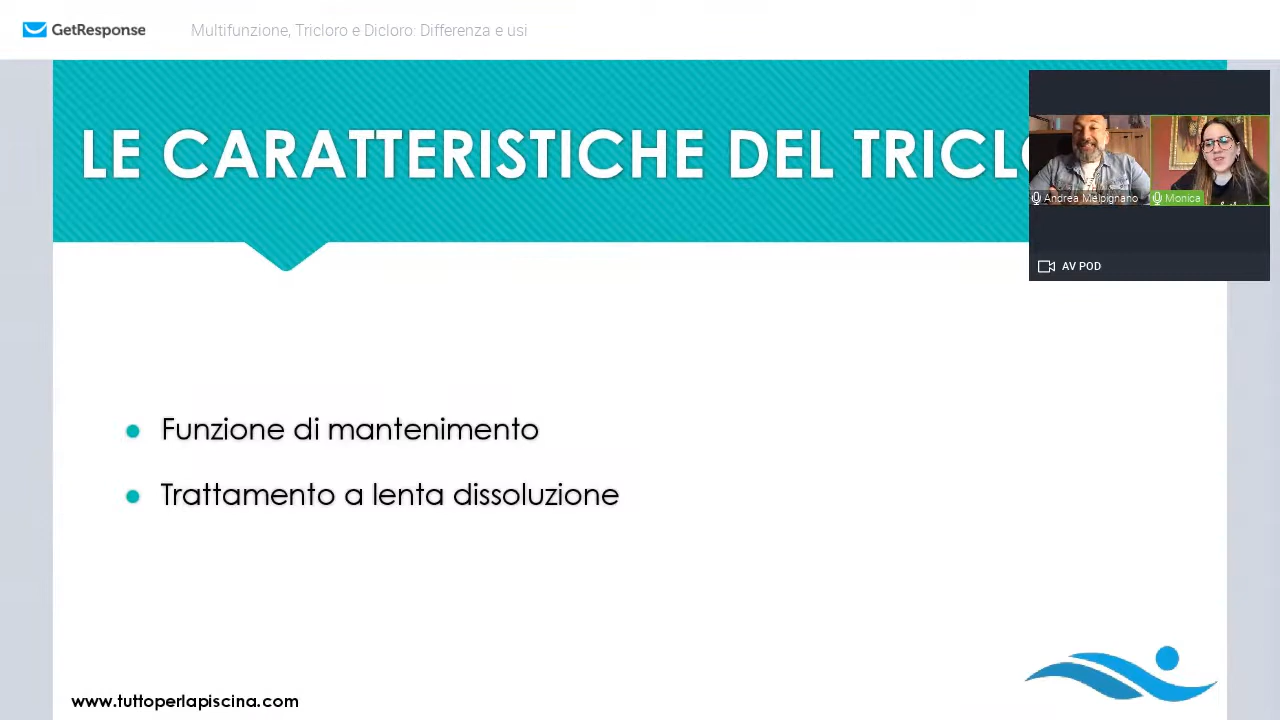 GetResponse
Multifunzione, Tricloro e Dicloro: Differenza e usi
LE CARATTERISTICHE DEL TRICLO
Andrea Melpignano
Monica
AV POD
Funzione di mantenimento
Trattamento a lenta dissoluzione
www.tuttoperlapiscina.com